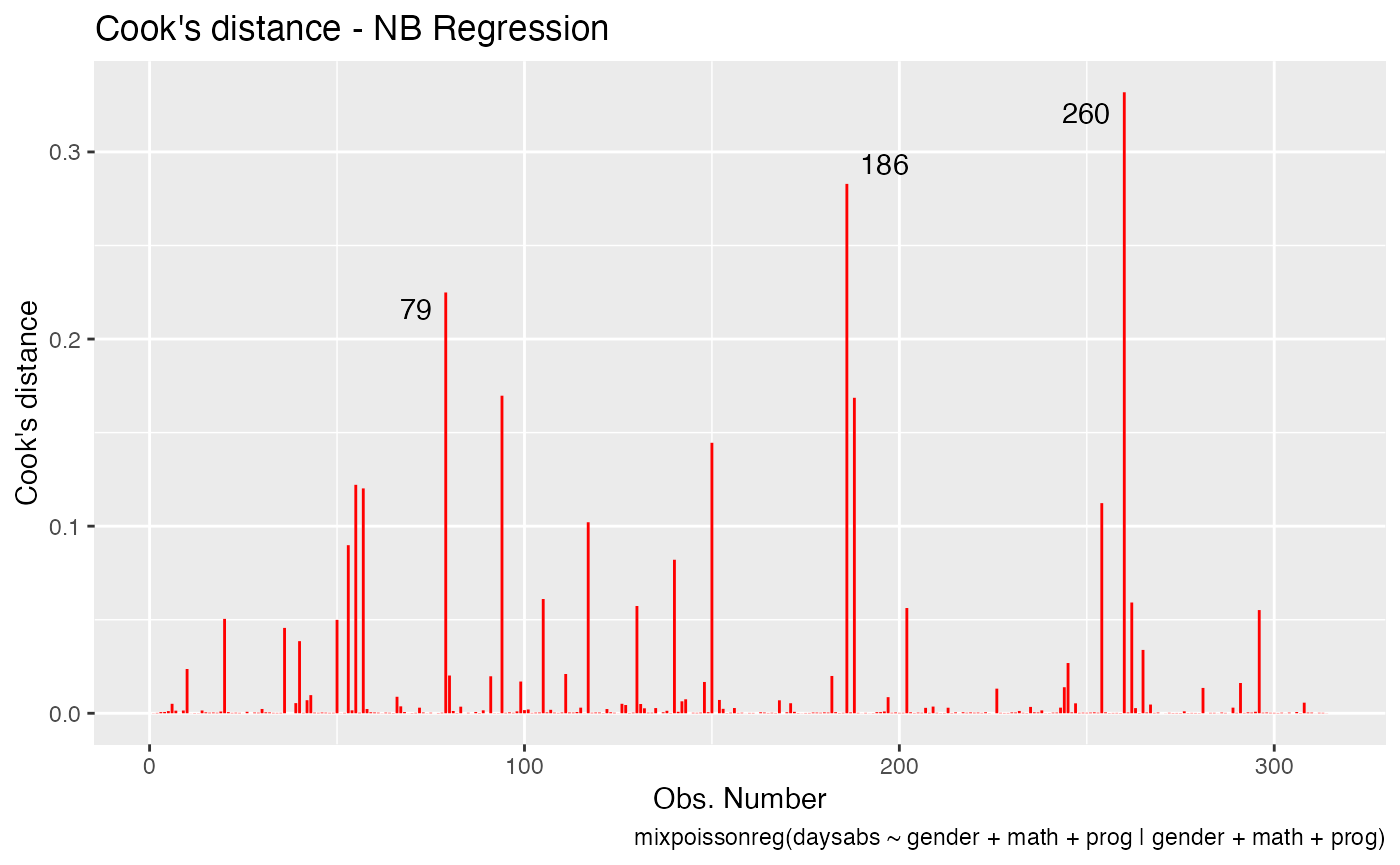 Cook's distance - NB Regression
260
0.3
186
79
0.2
Cook's distance
0.1
0.0
0
100
200
300
Obs. Number
mixpoissonreg(daysabs ~ gender + math + prog | gender + math + prog)